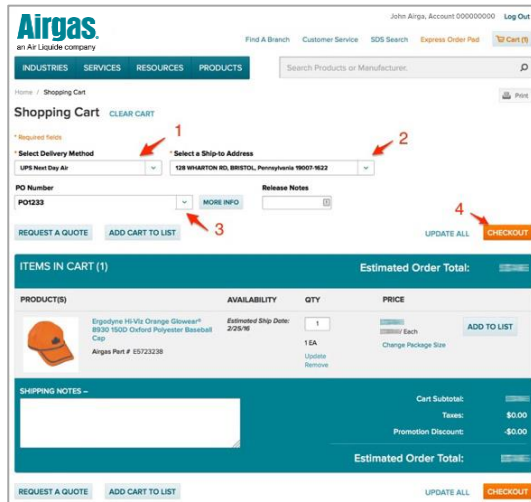 John Airga, Account 000000000 Log Out
Airgas.
an Air Liquide company
Find A Branch Customer Service SDS Search Express Order Pad Cart (1)
INDUSTRIES SERVICES RESOURCES PRODUCTS Search Products or Manufacturer.
Home / Shopping Cart Print
Shopping Cart CLEAR CART
* Required fields
1
2
* Select Delivery Method * Select a Ship-to Address
UPS Next Day Air 128 WHARTON RD, BRISTOL, Pennsylvania 19007-1622
PO Number Release Notes
PO1233 MORE INFO
3
4
REQUEST A QUOTE ADD CART TO LIST UPDATE ALL CHECKOUT
ITEMS IN CART (1) Estimated Order Total:
PRODUCT(S) AVAILABILITY QTY PRICE
Ergodyne Hi-Viz Orange Glowear®
8930 150D Oxford Polyester Baseball
Cap
Airgas Part # E5723238
Estimated Ship Date:
2/25/16
1
1 EA
Update
Remove
Each
Change Package Size
ADD TO LIST
SHIPPING NOTES –
Cart Subtotal:
Taxes: $0.00
Promotion Discount: -$0.00
Estimated Order Total:
REQUEST A QUOTE ADD CART TO LIST UPDATE ALL CHECKOUT